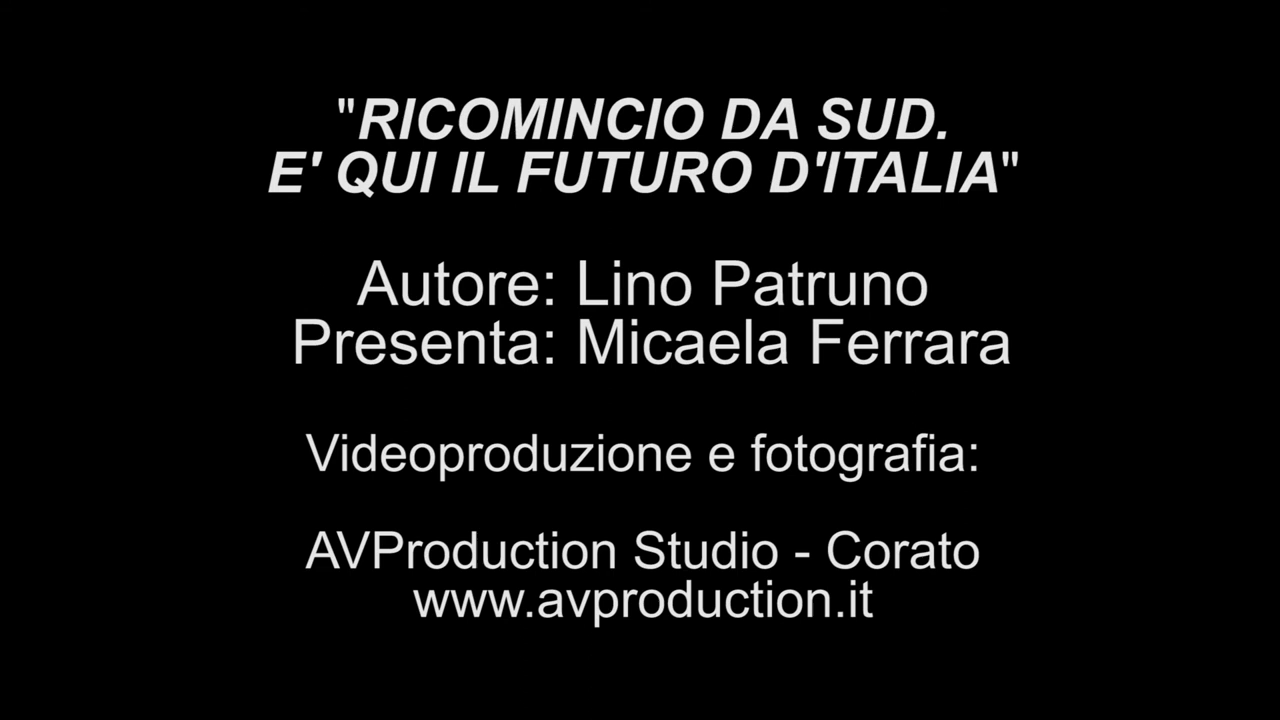 "RICOMINCIO DA SUD.
E' QUI IL FUTURO D'ITALIA"
Autore: Lino Patruno
Presenta: Micaela Ferrara
Videoproduzione e fotografia:
AVProduction Studio - Corato
www.avproduction.it